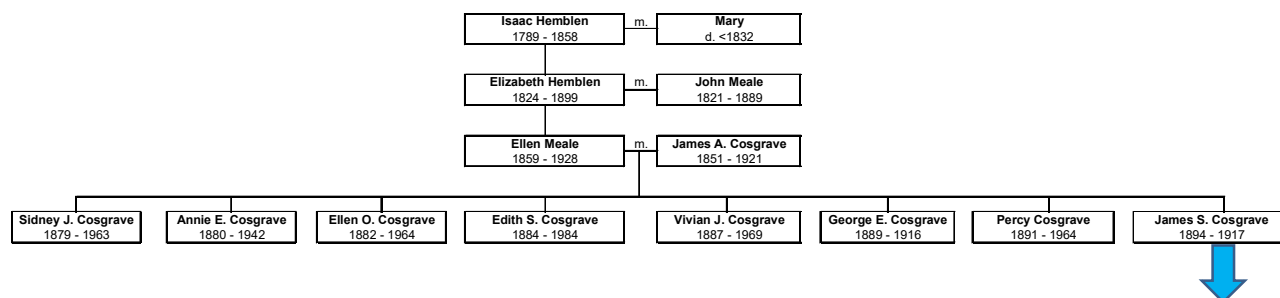 Isaac Hemblen
1789 - 1858
m.
Mary
d. <1832
Elizabeth Hemblen
1824 - 1899
m.
John Meale
1821 - 1889
Ellen Meale
1859 - 1928
m.
James A. Cosgrave
1851 - 1921
Sidney J. Cosgrave
1879 - 1963
Annie E. Cosgrave
1880 - 1942
Ellen O. Cosgrave
1882 - 1964
Edith S. Cosgrave
1884 - 1984
Vivian J. Cosgrave
1887 - 1969
George E. Cosgrave
1889 - 1916
Percy Cosgrave
1891 - 1964
James S. Cosgrave
1894 - 1917